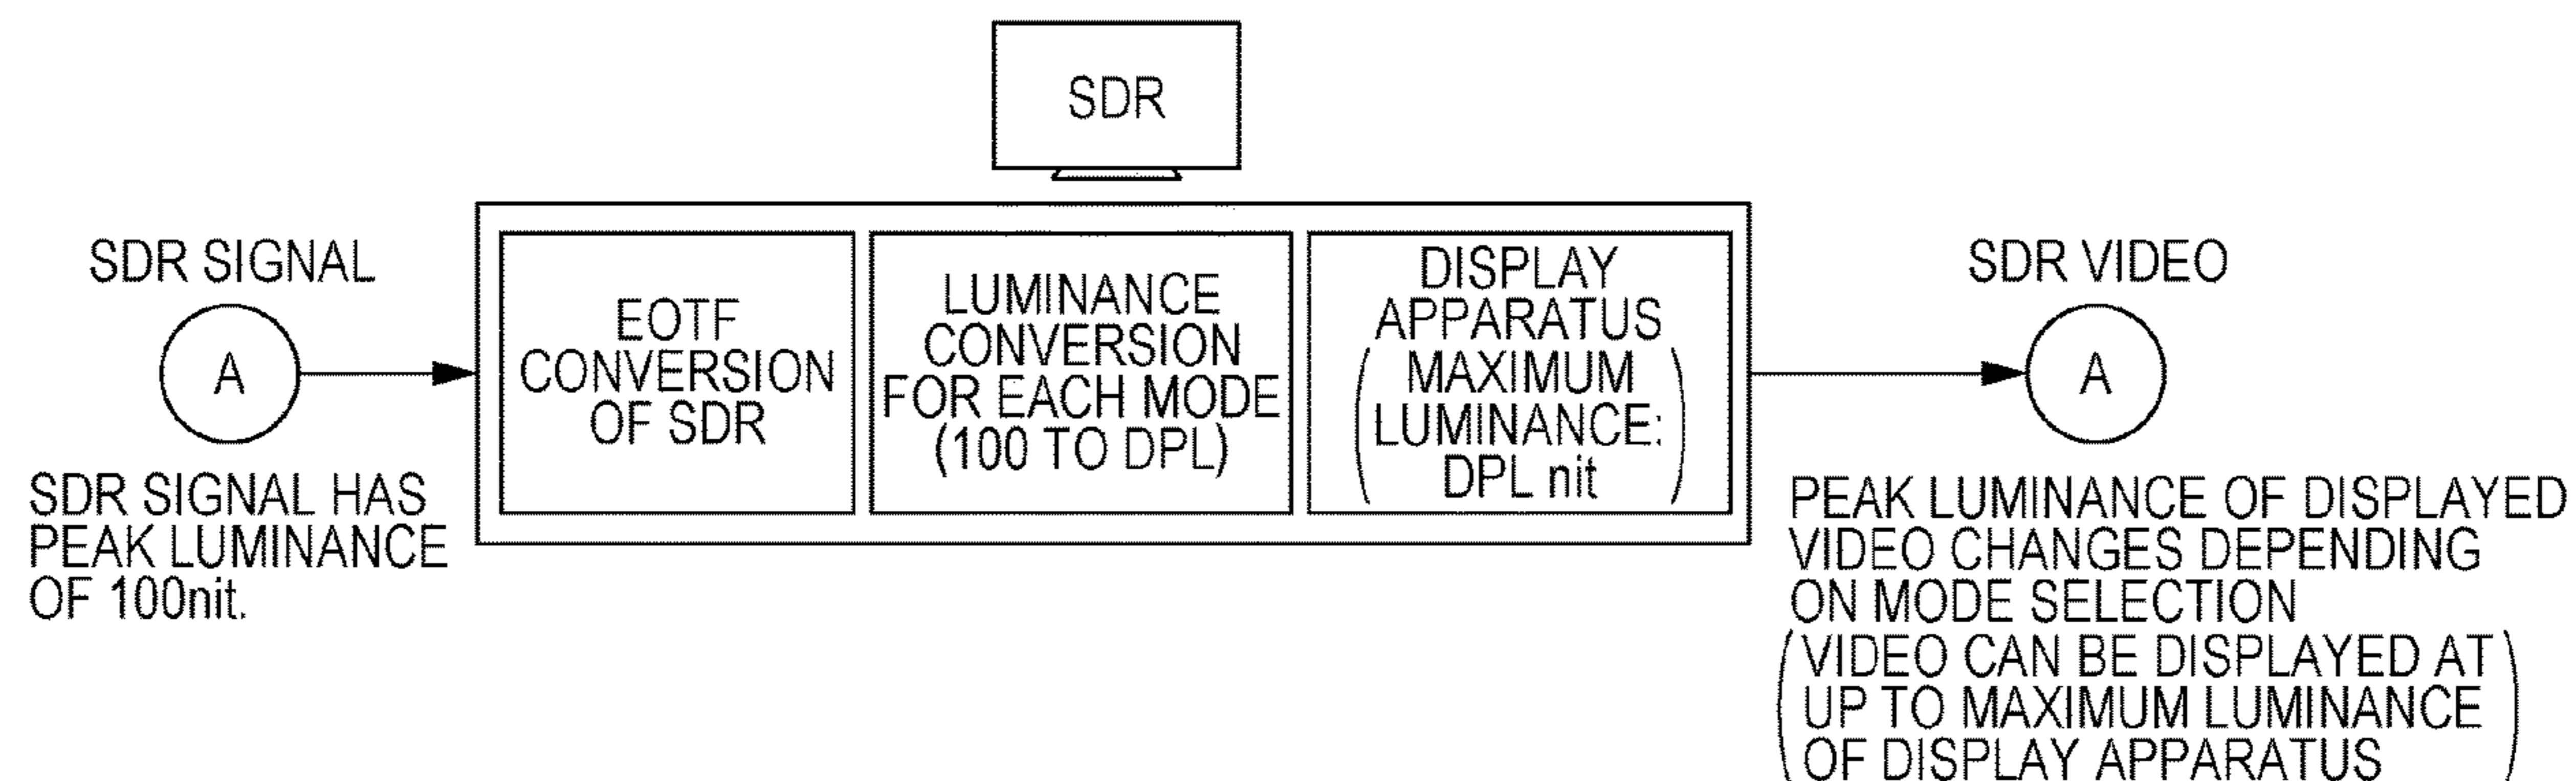 SDR
SDR SIGNAL
A
SDR SIGNAL HAS
PEAK LUMINANCE
OF 100nit.
EOTF
CONVERSION
OF SDR
LUMINANCE
CONVERSION
FOR EACH MODE
(100 TO DPL)
DISPLAY
APPARATUS
(MAXIMUM
LUMINANCE:
DPL nit)
SDR VIDEO
A
PEAK LUMINANCE OF DISPLAYED
VIDEO CHANGES DEPENDING
ON MODE SELECTION
(VIDEO CAN BE DISPLAYED AT
UP TO MAXIMUM LUMINANCE
OF DISPLAY APPARATUS)